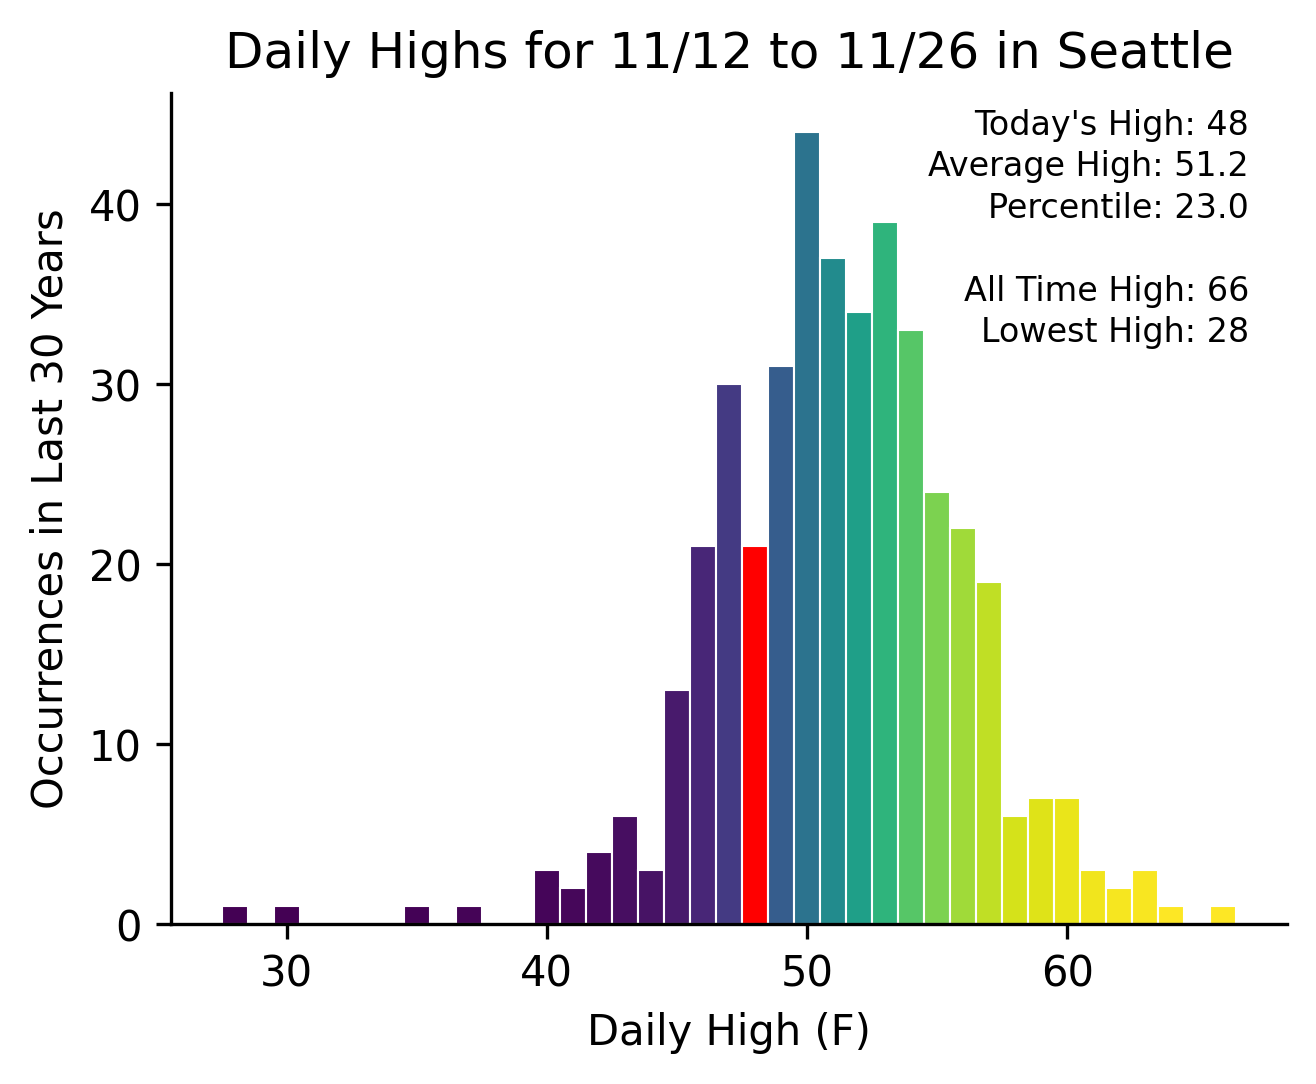 Daily Highs for 11/12 to 11/26 in Seattle
Today's High: 48
Average High: 51.2
Percentile: 23.0
All Time High: 66
Lowest High: 28
Occurrences in Last 30 Years
40
30
20
10
0
30 40 50 60
Daily High (F)